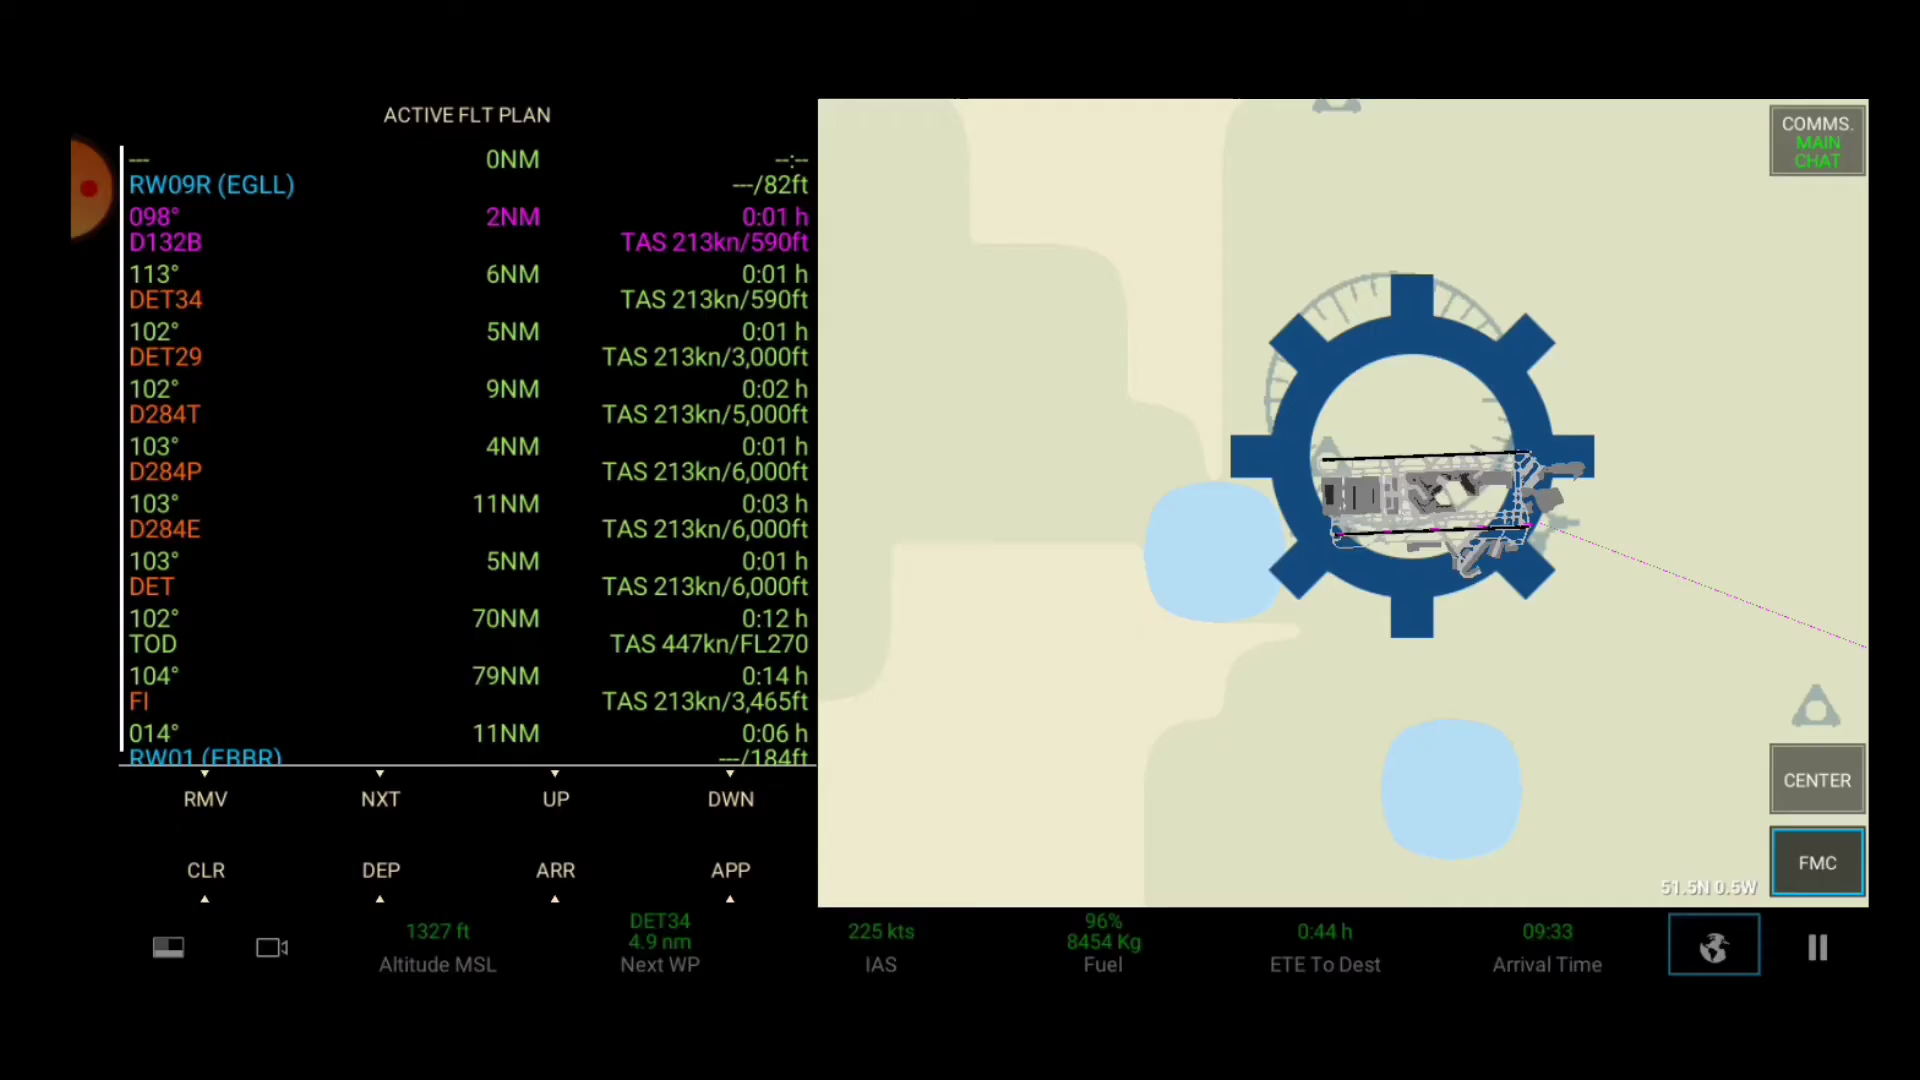 ACTIVE FLT PLAN
--- 0NM --:--
RW09R (EGLL) ---/82ft
098° 2NM 0:01 h
D132B TAS 213kn/590ft
113° 6NM 0:01 h
DET34 TAS 213kn/590ft
102° 5NM 0:01 h
DET29 TAS 213kn/3,000ft
102° 9NM 0:02 h
D284T TAS 213kn/5,000ft
103° 4NM 0:01 h
D284P TAS 213kn/6,000ft
103° 11NM 0:03 h
D284E TAS 213kn/6,000ft
103° 5NM 0:01 h
DET TAS 213kn/6,000ft
102° 70NM 0:12 h
TOD TAS 447kn/FL270
104° 79NM 0:14 h
FI TAS 213kn/3,465ft
014° 11NM 0:06 h
RW01 (EBBR) ---/184ft
RMV NXT UP DWN
CLR DEP ARR APP
COMMS.
MAIN
CHAT
CENTER
FMC
51.5N 0.5W
1327 ft
Altitude MSL
DET34
4.9 nm
Next WP
225 kts
IAS
96%
8454 Kg
Fuel
0:44 h
ETE To Dest
09:33
Arrival Time